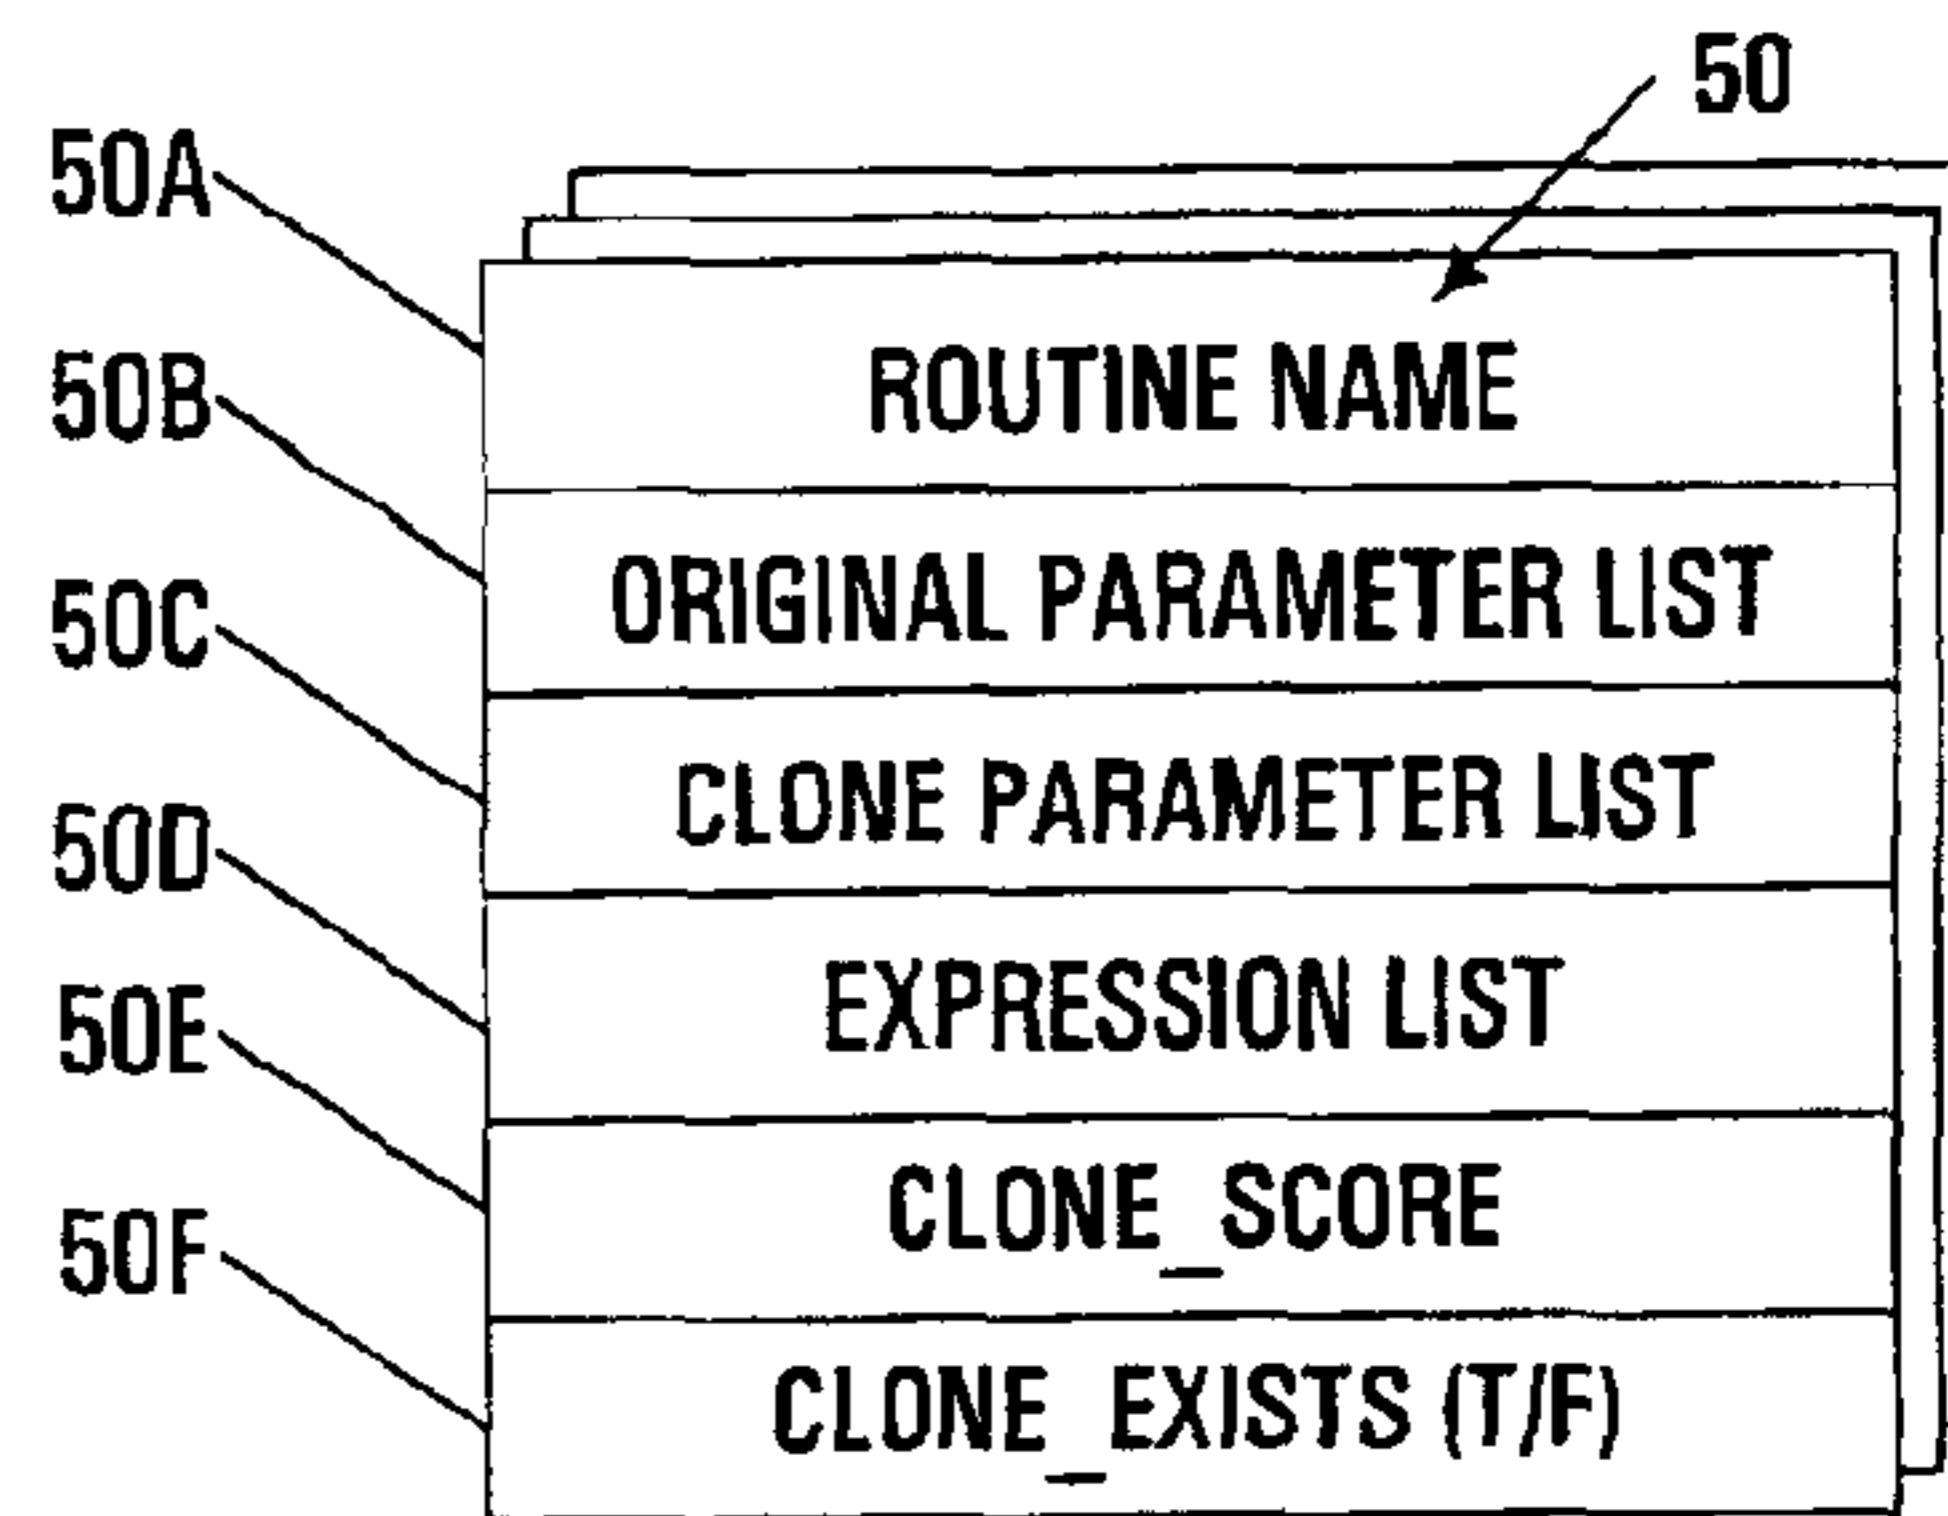 50
50A
ROUTINE NAME
50B
ORIGINAL PARAMETER LIST
50C
CLONE PARAMETER LIST
50D
EXPRESSION LIST
50E
CLONE_SCORE
50F
CLONE_EXISTS (T/F)